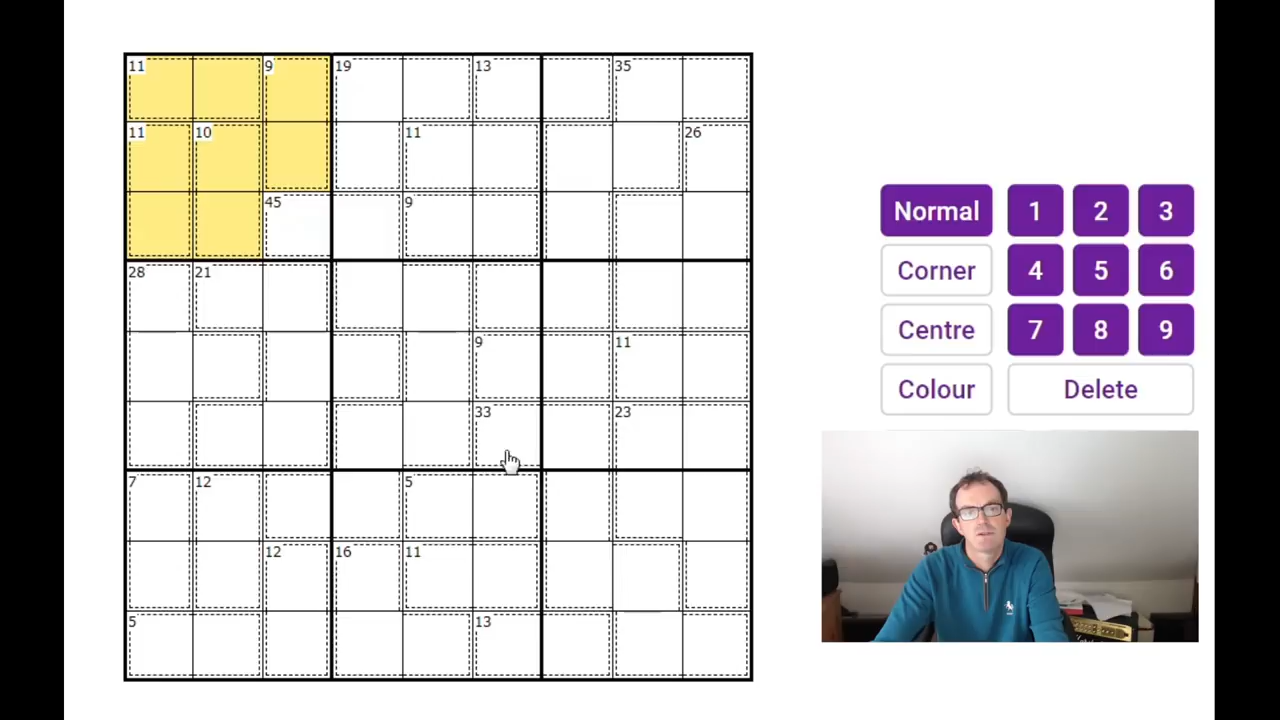 11 9 19 13 35
11 10 11 26
45 9
28 21
9 11
33 23
7 12 5
12 16 11
5 13
Normal 1 2 3
Corner 4 5 6
Centre 7 8 9
Colour Delete